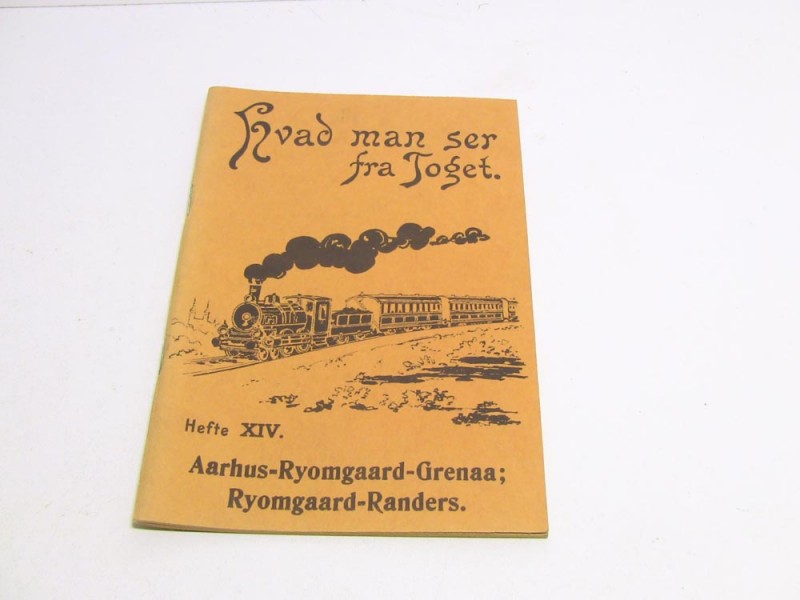 Hvad man ser
fra Toget.
Hefte XIV.
Aarhus-Ryomgaard-Grenaa;
Ryomgaard-Randers.